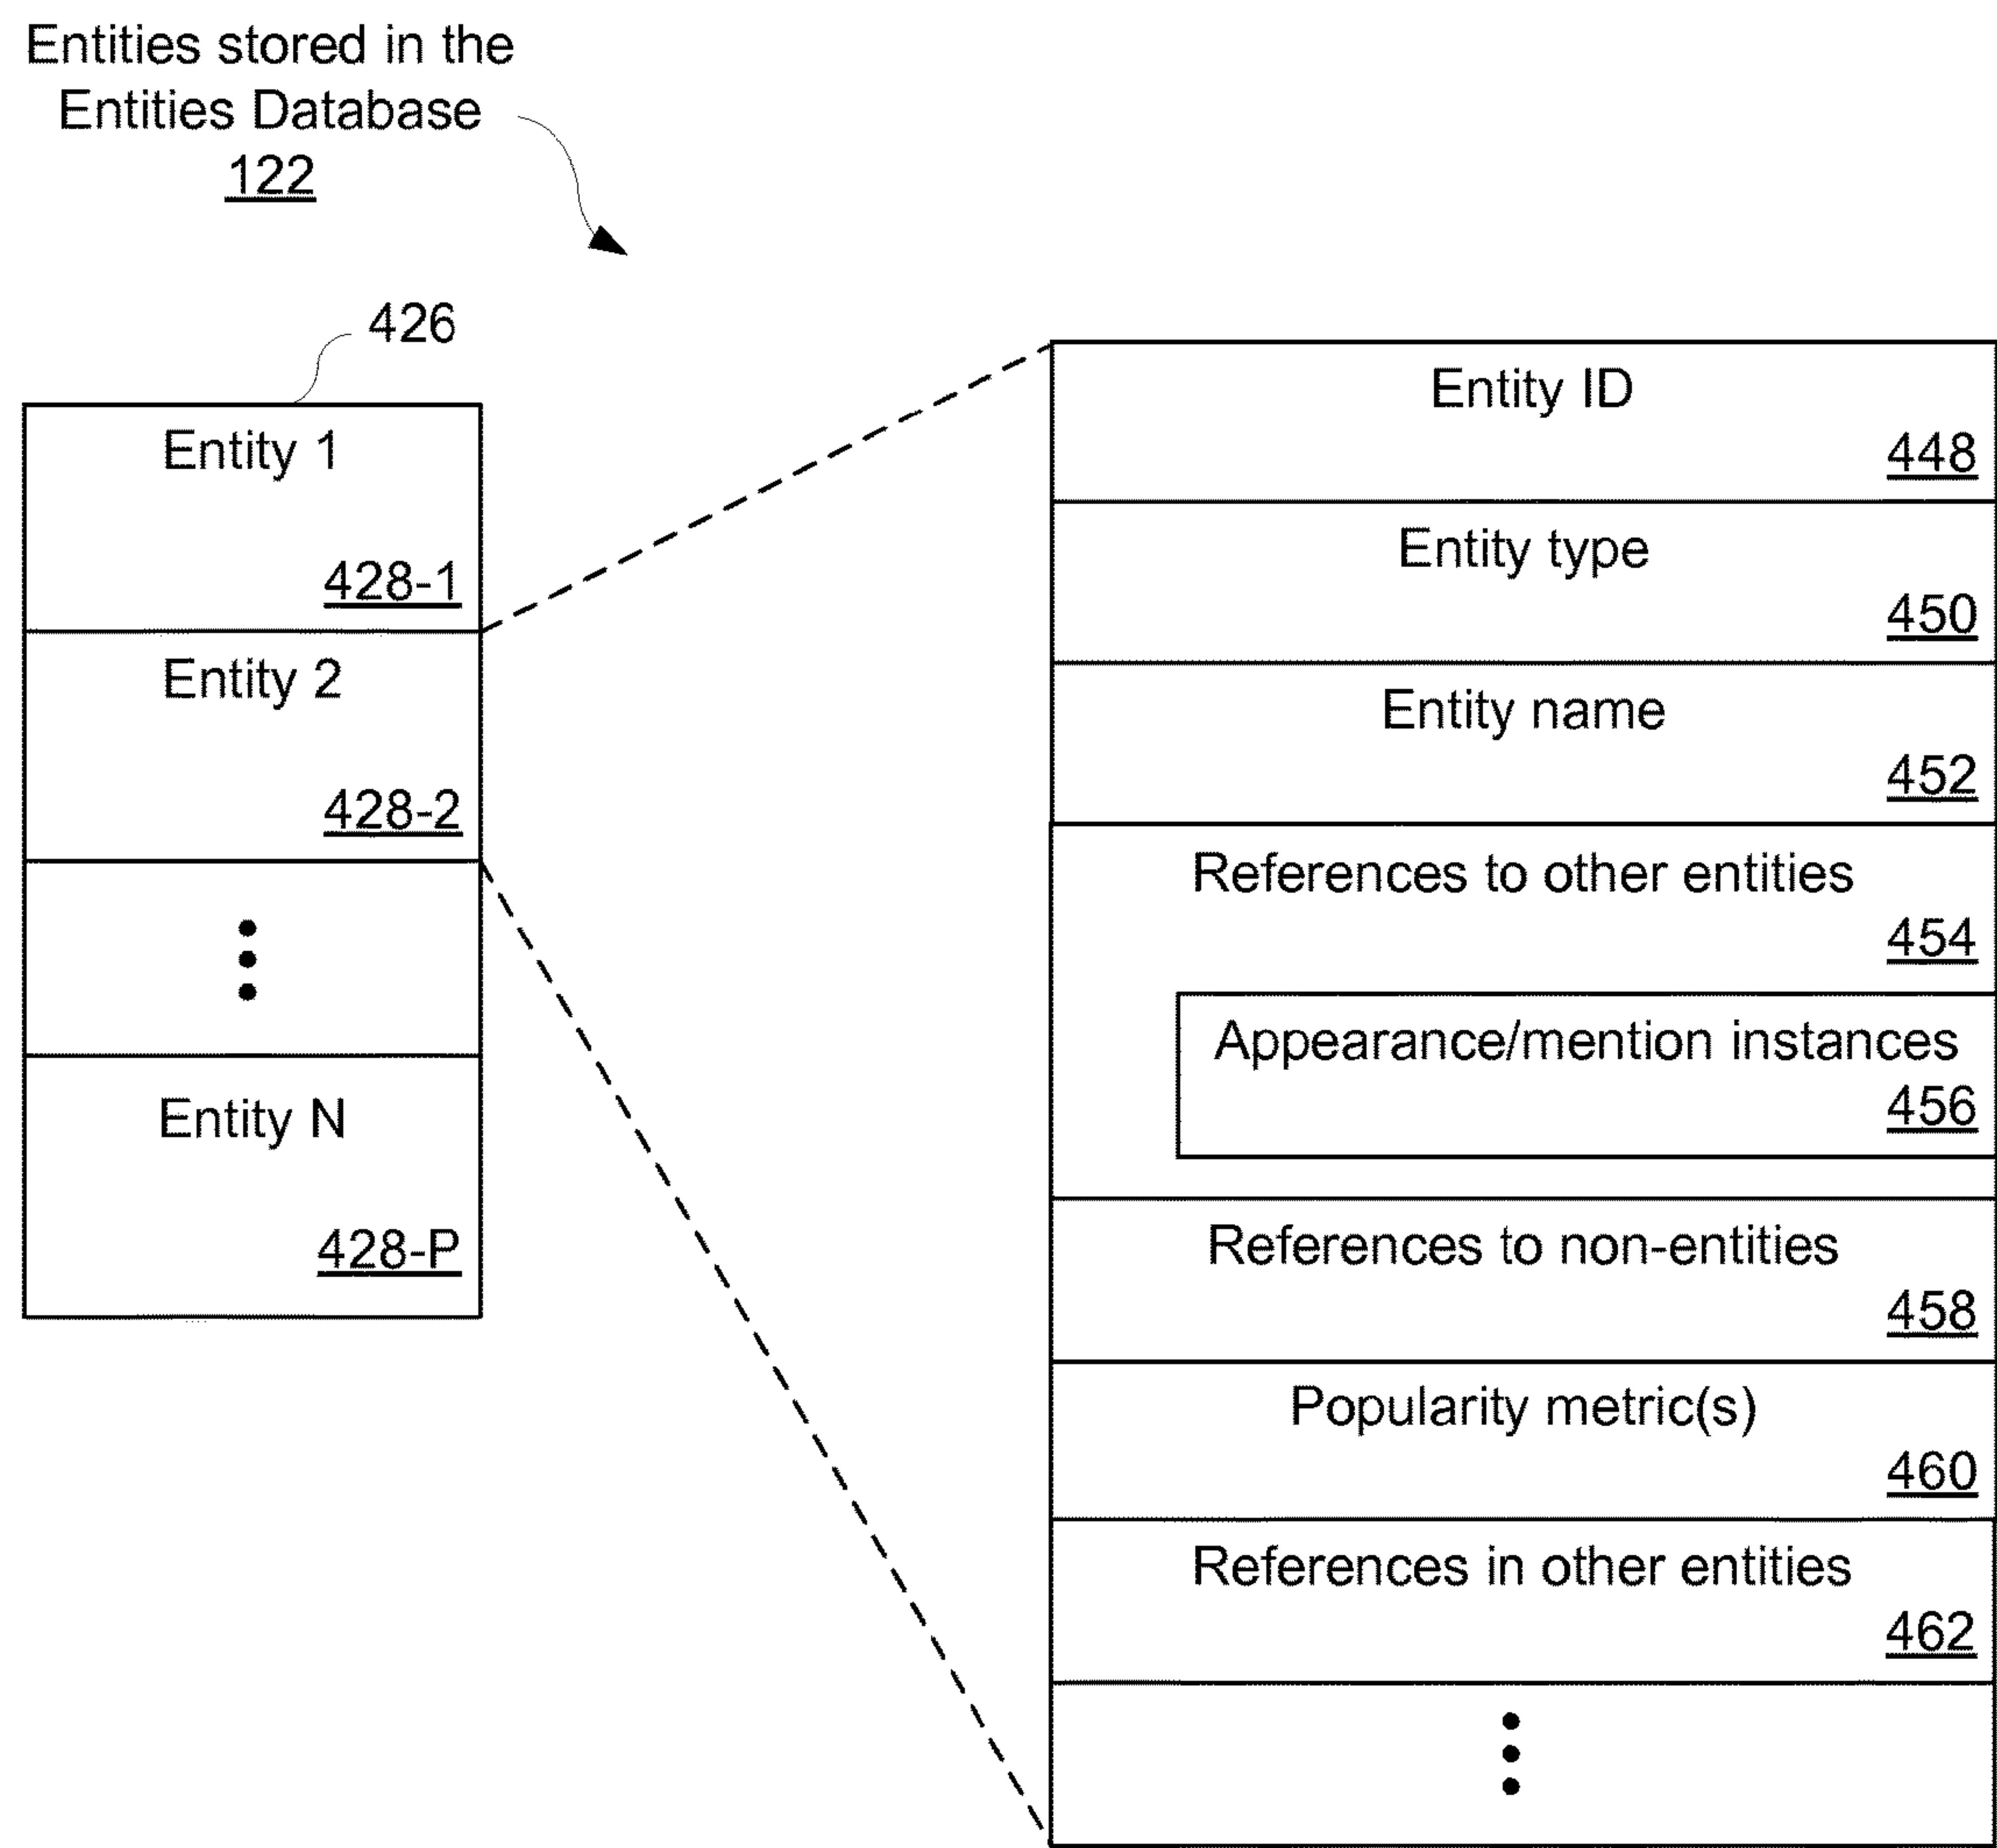 Entities stored in the
Entities Database
122
426
Entity 1
428-1
Entity 2
428-2
Entity N
428-P
Entity ID
448
Entity type
450
Entity name
452
References to other entities
454
Appearance/mention instances
456
References to non-entities
458
Popularity metric(s)
460
References in other entities
462